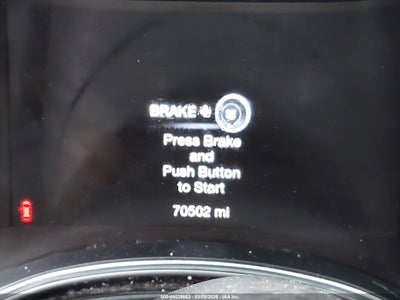 BRAKE +
Press Brake
and
Push Button
to Start
70502 mi